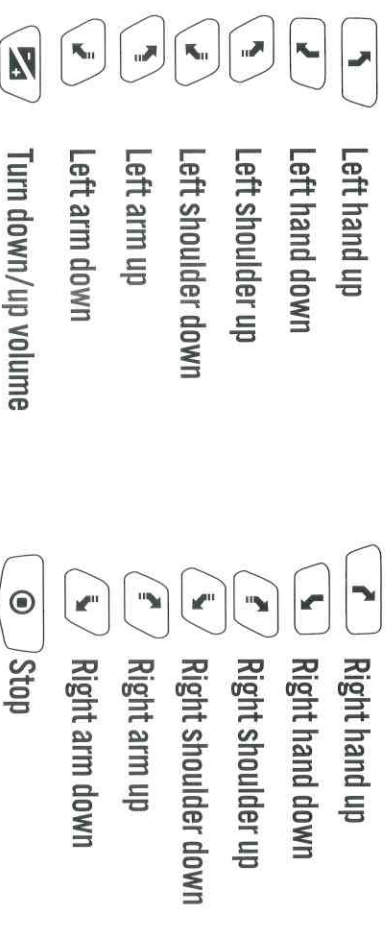 Left hand up
Left hand down
Left shoulder up
Left shoulder down
Left arm up
Left arm down
Turn down/up volume
Right hand up
Right hand down
Right shoulder up
Right shoulder down
Right arm up
Right arm down
Stop